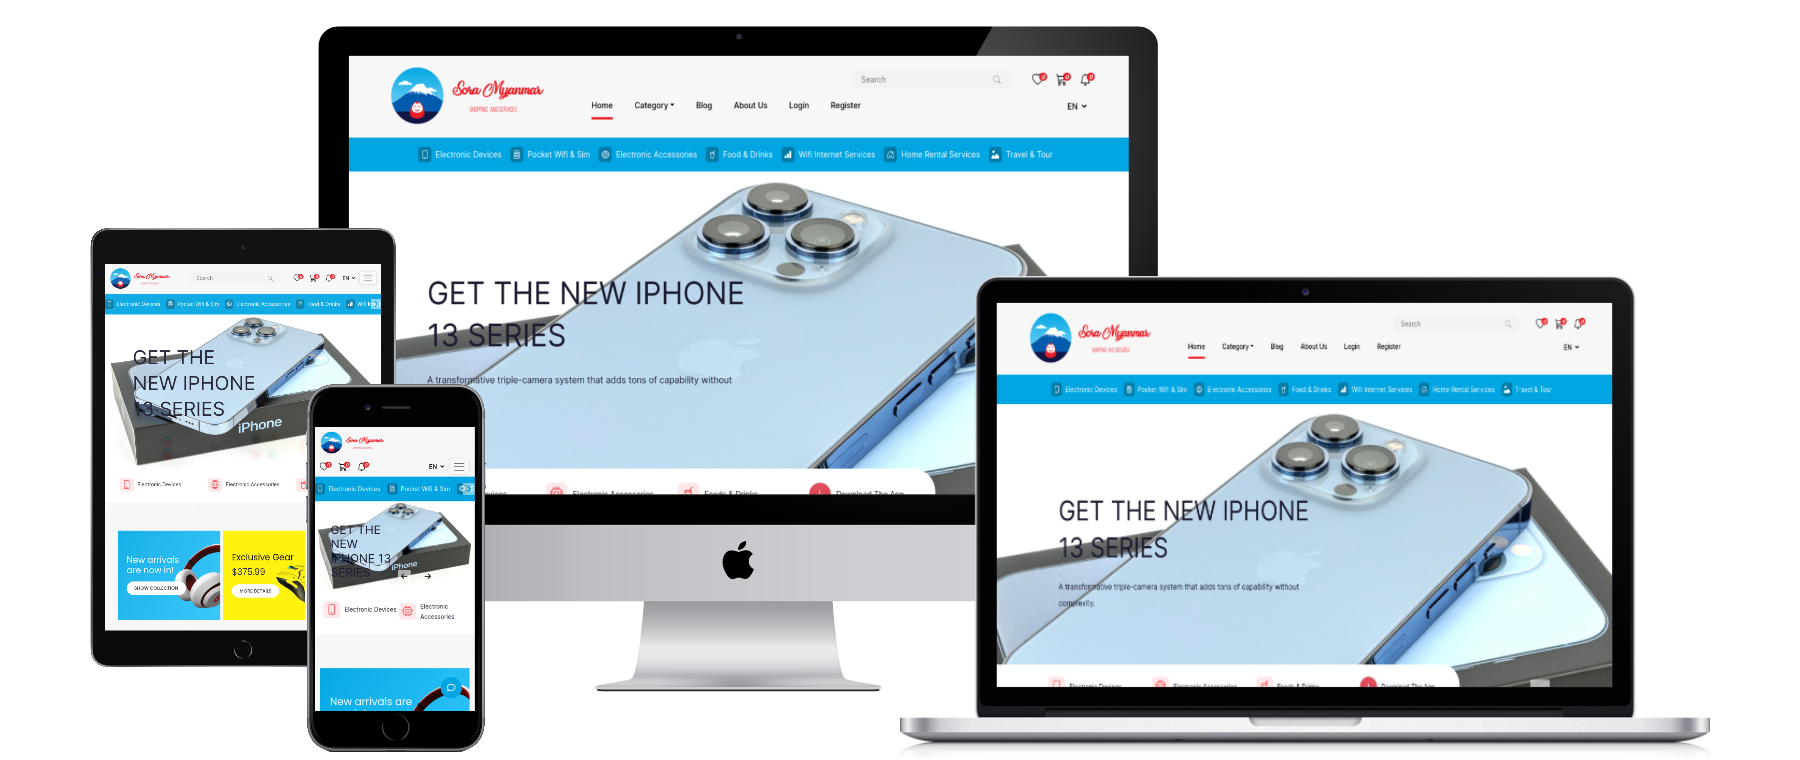 Sora Myanmar
SHOPPING AND SERVICES
Search
0 0 0
Home Category Blog About Us Login Register
EN
Electronic Devices Pocket Wifi & Sim Electronic Accessories Food & Drinks Wifi Internet Services Home Rental Services Travel & Tour
GET THE NEW IPHONE
13 SERIES
A transformative triple-camera system that adds tons of capability without
Electronic Accessories Foods & Drinks Download The App
Sora Myanmar
Search
EN
Electronic Devices Pocket Wifi & Sim Electronic Accessories Food & Drinks Wifi
GET THE
NEW IPHONE
13 SERIES
iPhone
Electronic Devices Electronic Accessories
New arrivals
are now in!
SHOW COLLECTION
Exclusive Gear
$375.99
MORE DETAILS
Sora Myanmar
EN
Electronic Devices Pocket Wifi & Sim
GET THE
NEW
IPHONE 13
SERIES
iPhone
Electronic Devices Electronic
Accessories
New arrivals are
Sora Myanmar
SHOPPING AND SERVICES
Search
Home Category Blog About Us Login Register
EN
Electronic Devices Pocket Wifi & Sim Electronic Accessories Food & Drinks Wifi Internet Services Home Rental Services Travel & Tour
GET THE NEW IPHONE
13 SERIES
A transformative triple-camera system that adds tons of capability without
complexity.
Electronic Devices Electronic Accessories Foods & Drinks Download The App